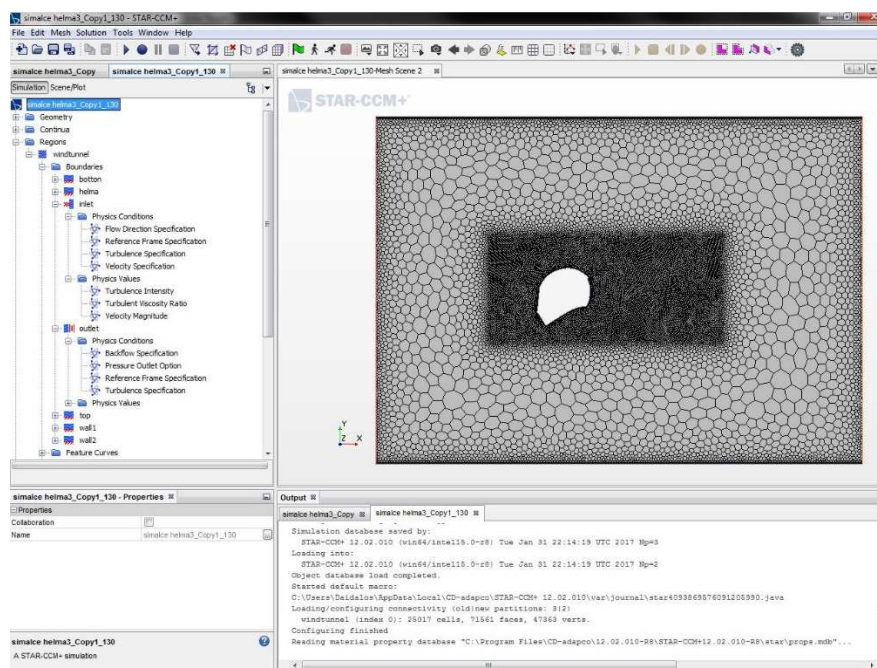 simalce helma3_Copy1_130 - STAR-CCM+
File Edit Mesh Solution Tools Window Help
simalce helma3_Copy
simalce helma3_Copy1_130
simalce helma3_Copy1_130-Mesh Scene 2
Simulation Scene/Plot
simalce helma3_Copy1_130
Geometry
Continua
Regions
windtunnel
Boundaries
botton
helma
inlet
Physics Conditions
Flow Direction Specification
Reference Frame Specification
Turbulence Specification
Velocity Specification
Physics Values
Turbulence Intensity
Turbulent Viscosity Ratio
Velocity Magnitude
outlet
Physics Conditions
Backflow Specification
Pressure Outlet Option
Reference Frame Specification
Turbulence Specification
Physics Values
top
wall1
wall2
Feature Curves
STAR-CCM+
Y
Z X
simalce helma3_Copy1_130 - Properties
Properties
Collaboration
Name simalce helma3_Copy1_130
simalce helma3_Copy1_130
A STAR-CCM+ simulation
Output
simalce helma3_Copy
simalce helma3_Copy1_130
Simulation database saved by:
STAR-CCM+ 12.02.010 (win64/intel15.0-r8) Tue Jan 31 22:14:19 UTC 2017 Np=3
Loading into:
STAR-CCM+ 12.02.010 (win64/intel15.0-r8) Tue Jan 31 22:14:19 UTC 2017 Np=2
Object database load completed.
Started default macro:
C:\Users\Daidalos\AppData\Local\CD-adapco\STAR-CCM+ 12.02.010\var\journal\star4099869576091205990.java
Loading/configuring connectivity (old|new partitions: 3|2)
windtunnel (index 0): 25017 cells, 71561 faces, 47363 verts.
Configuring finished
Reading material property database "C:\Program Files\CD-adapco\12.02.010-R8\STAR-CCM+12.02.010-R8\star\props.mdb"...